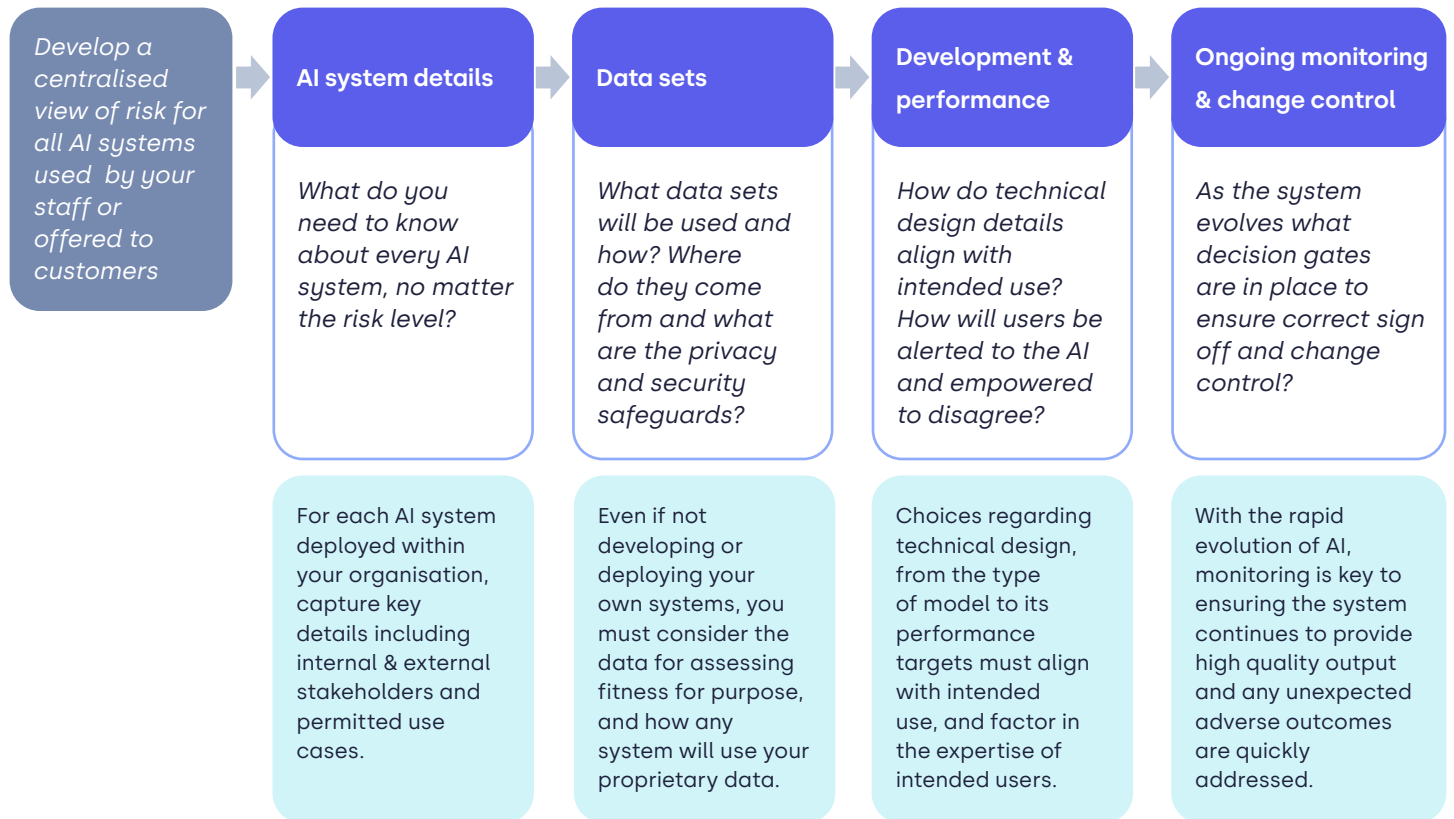 Develop a
centralised
view of risk for
all AI systems
used  by your
staff or
offered to
customers
AI system details
What do you
need to know
about every AI
system, no matter
the risk level?
For each AI system
deployed within
your organisation,
capture key
details including
internal & external
stakeholders and
permitted use
cases.
Data sets
What data sets
will be used and
how? Where
do they come
from and what
are the privacy
and security
safeguards?
Even if not
developing or
deploying your
own systems, you
must consider the
data for assessing
fitness for purpose,
and how any
system will use your
proprietary data.
Development &
performance
How do technical
design details
align with
intended use?
How will users be
alerted to the AI
and empowered
to disagree?
Choices regarding
technical design,
from the type
of model to its
performance
targets must align
with intended
use, and factor in
the expertise of
intended users.
Ongoing monitoring
& change control
As the system
evolves what
decision gates
are in place to
ensure correct sign
off and change
control?
With the rapid
evolution of AI,
monitoring is key to
ensuring the system
continues to provide
high quality output
and any unexpected
adverse outcomes
are quickly
addressed.